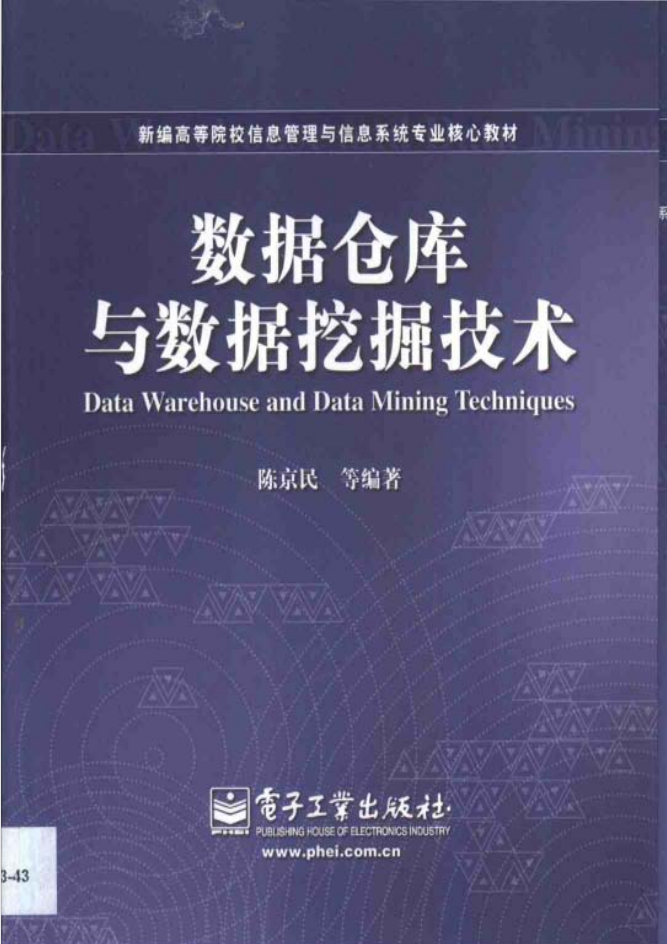 Data W Mining
新编高等院校信息管理与信息系统专业核心教材
数据仓库
与数据挖掘技术
Data Warehouse and Data Mining Techniques
陈京民 等编著
電子工業出版社·
PUBLISHING HOUSE OF ELECTRONICS INDUSTRY
www.phei.com.cn
3-43